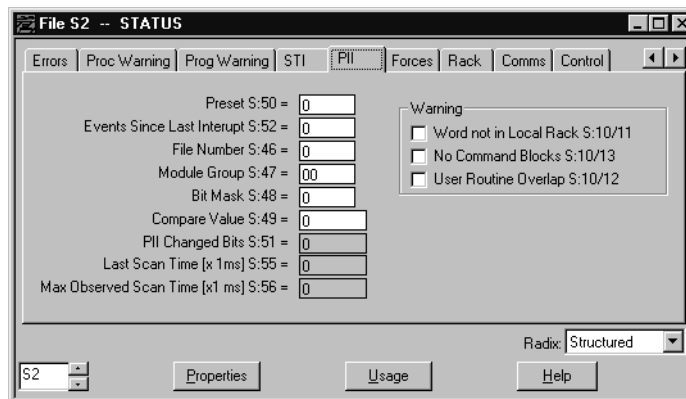 File S2 -- STATUS
Errors Proc Warning Prog Warning STI PII Forces Rack Comms Control
Preset S:50 = 0
Events Since Last Interupt S:52 = 0
File Number S:46 = 0
Module Group S:47 = 00
Bit Mask S:48 = 0
Compare Value S:49 = 0
PII Changed Bits S:51 = 0
Last Scan Time [x 1ms] S:55 = 0
Max Observed Scan Time [x1 ms] S:56 = 0
Warning
Word not in Local Rack S:10/11
No Command Blocks S:10/13
User Routine Overlap S:10/12
Radix: Structured
S2 Properties Usage Help